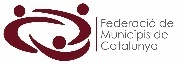 Federació de
Municipis de
Catalunya